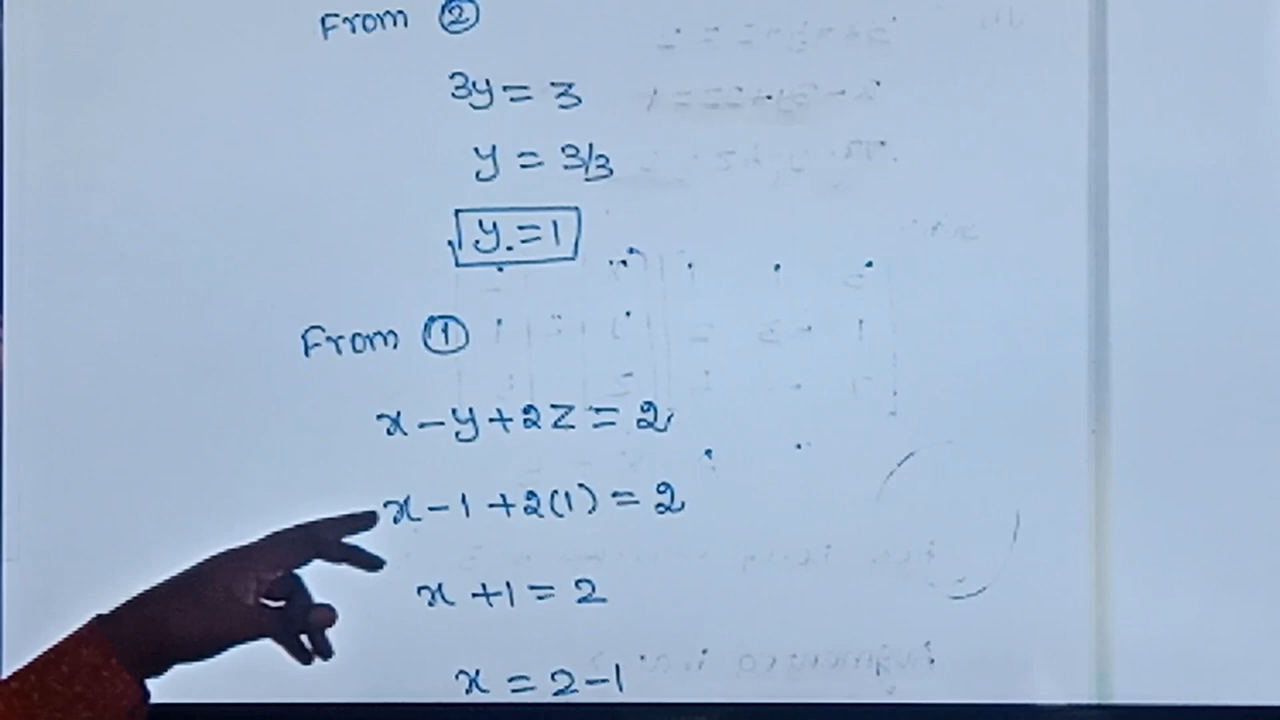 From ②
3y = 3
y = 3/3
y = 1
From ①
x - y + 2z = 2
x - 1 + 2(1) = 2
x + 1 = 2
x = 2 - 1